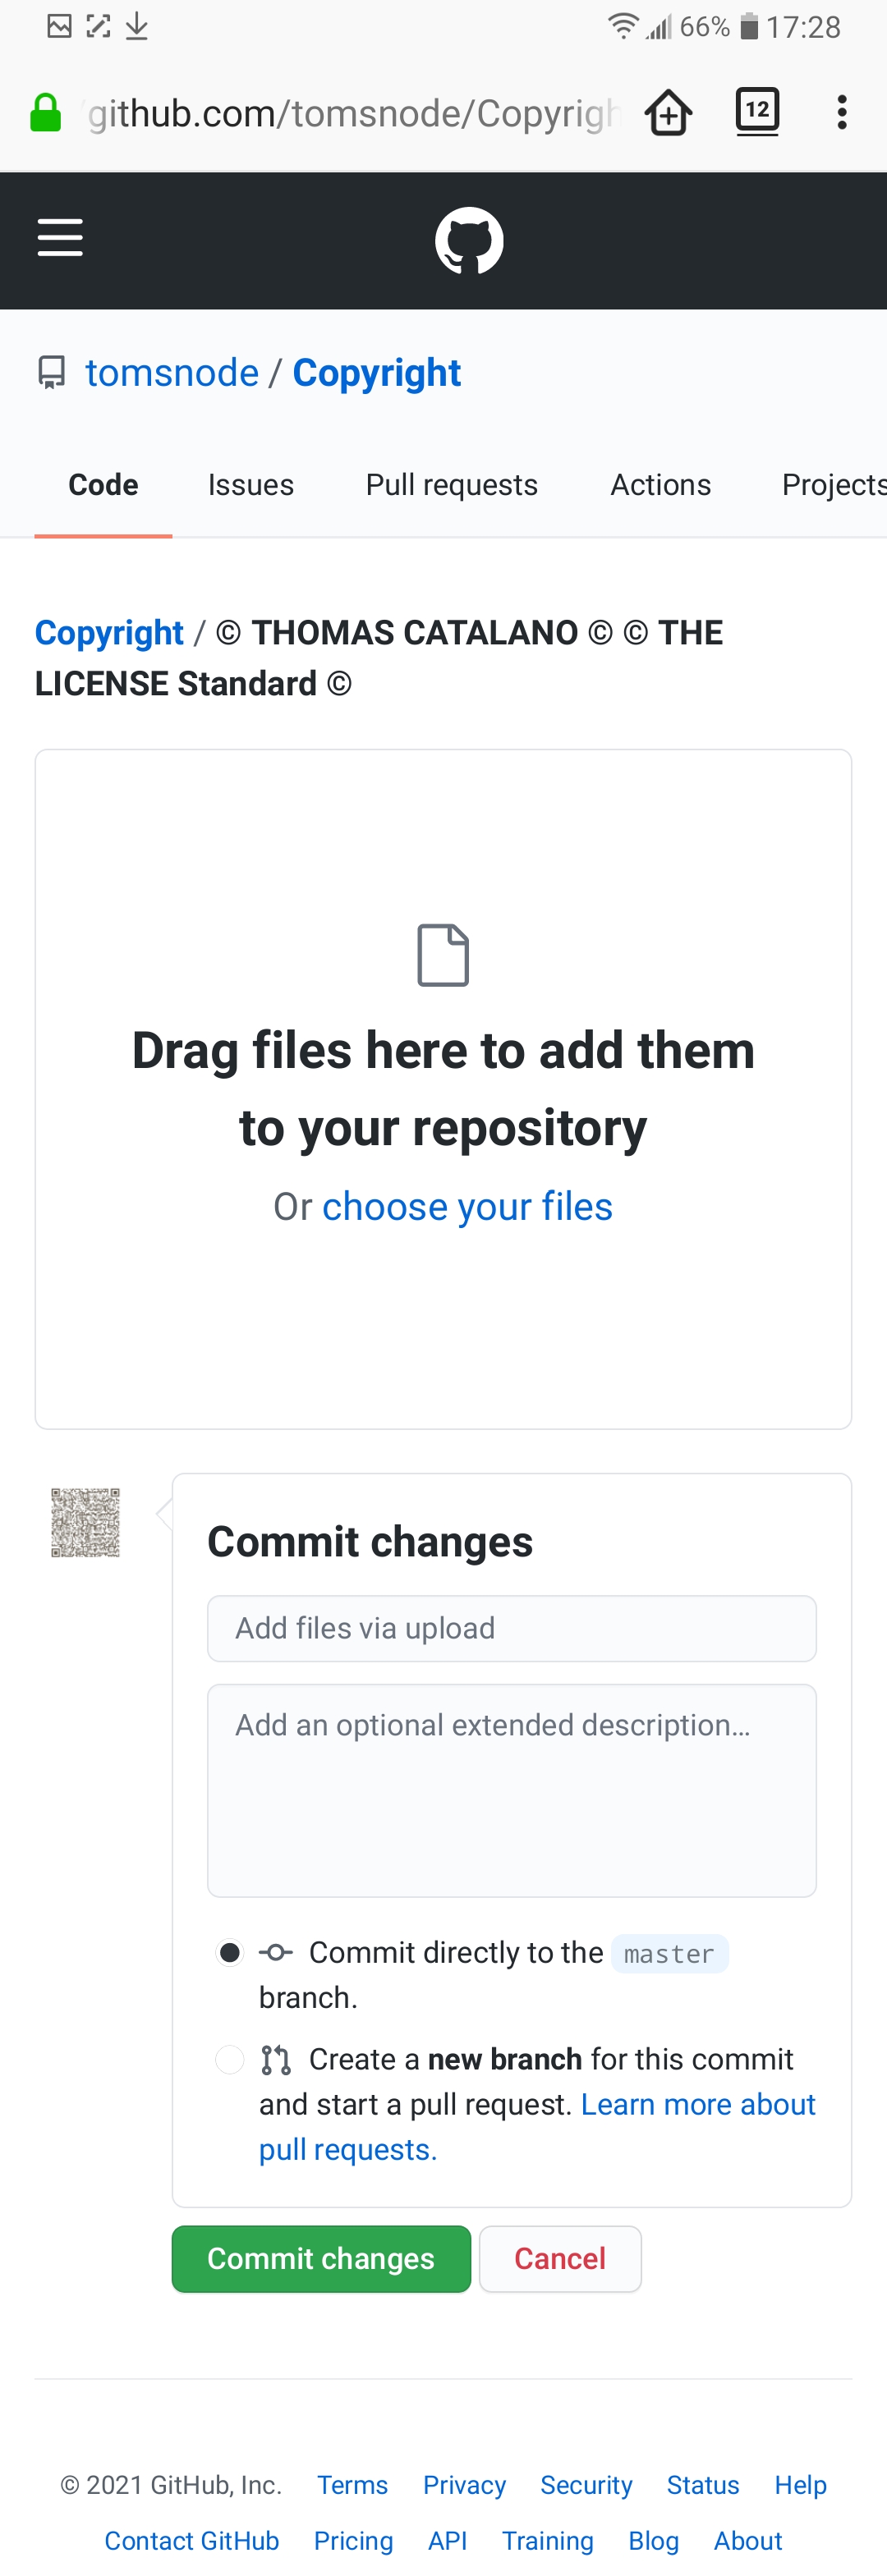 66% 17:28
github.com/tomsnode/Copyrigh
12
tomsnode / Copyright
Code Issues Pull requests Actions Projects
Copyright / © THOMAS CATALANO © © THE
LICENSE Standard ©
Drag files here to add them
to your repository
Or choose your files
Commit changes
Add files via upload
Add an optional extended description…
Commit directly to the master
branch.
Create a new branch for this commit
and start a pull request. Learn more about
pull requests.
Commit changes Cancel
© 2021 GitHub, Inc. Terms Privacy Security Status Help
Contact GitHub Pricing API Training Blog About